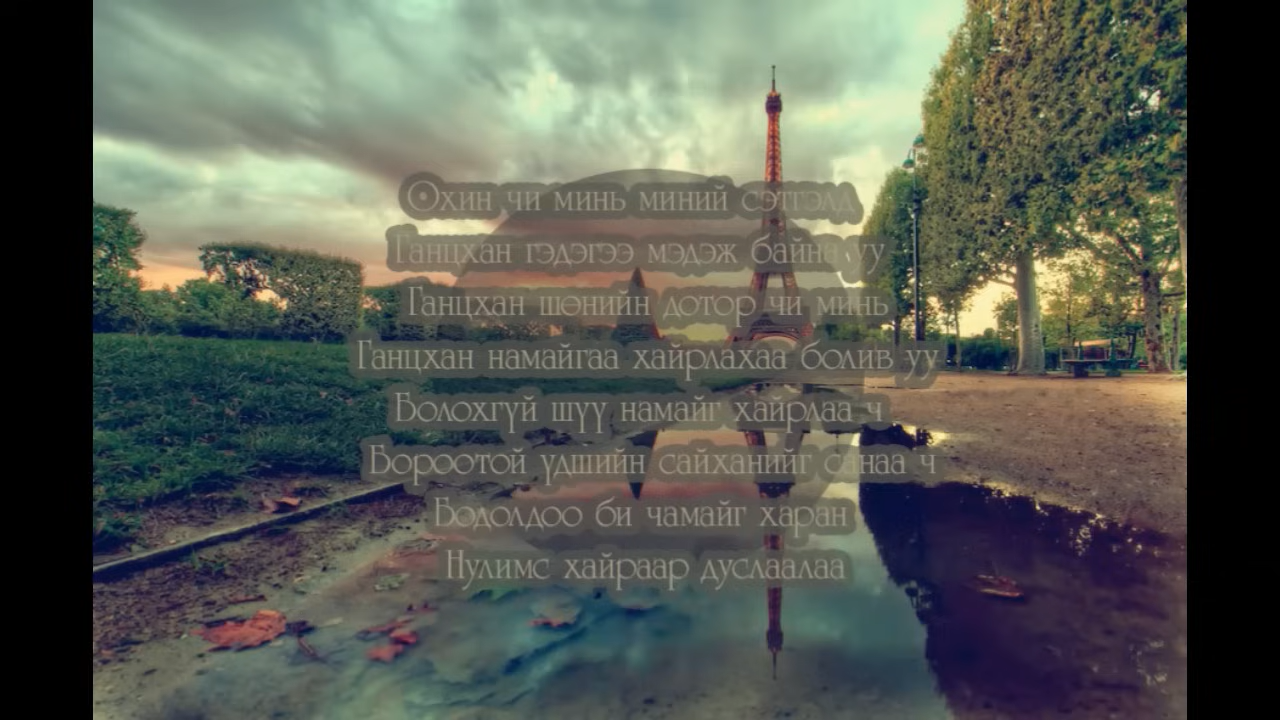 Охин чи минь миний сэтгэлд
Ганцхан гэдэгээ мэдэж байна уу
Ганцхан шөнийн дотор чи минь
Ганцхан намайгаа хайрлахаа болив уу
Болохгүй шүү намайг хайрлаа ч
Бороотой үдшийн сайханийг санаа ч
Бодолдоо би чамайг харан
Нулимс хайраар дуслаалаа